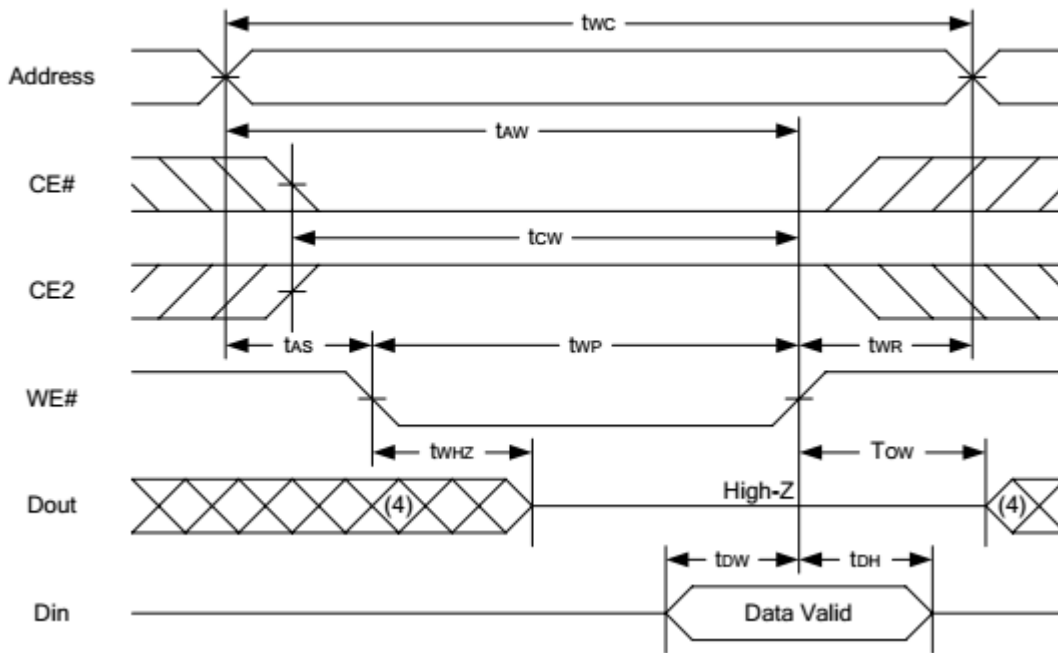 tWC
Address
tAW
CE#
tCW
CE2
tAS
tWP
tWR
WE#
tWHZ
TOW
High-Z
Dout
(4)
(4)
tDW
tDH
Din
Data Valid